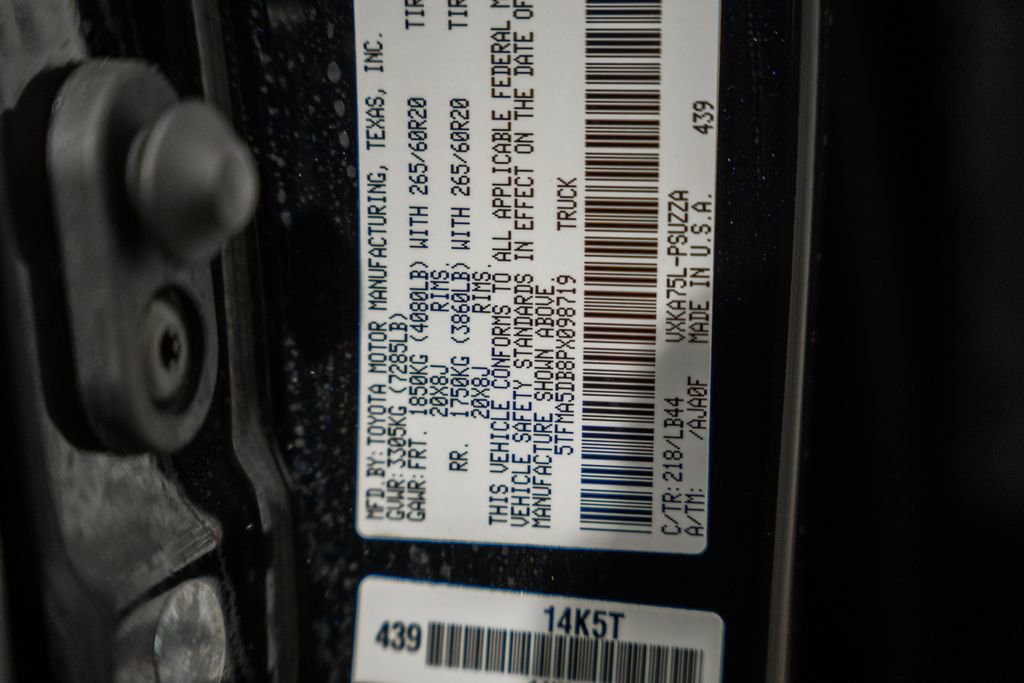 MFD.BY:TOYOTA MOTOR MANUFACTURING, TEXAS, INC.
GVWR:3305KG (7285LB)
GAWR:FRT. 1850KG (4080LB) WITH 265/60R20 TIR
20X8J RIMS
RR. 1750KG (3860LB) WITH 265/60R20 TIR
20X8J RIMS.
THIS VEHICLE CONFORMS TO ALL APPLICABLE FEDERAL M
VEHICLE SAFETY STANDARDS IN EFFECT ON THE DATE OF
MANUFACTURE SHOWN ABOVE.
5TFMA5DB8PX098719 TRUCK
C/TR:218/LB44 VXKA75L-PSUZZA 439
A/TM: /AJA0F MADE IN U.S.A.
14K5T
439